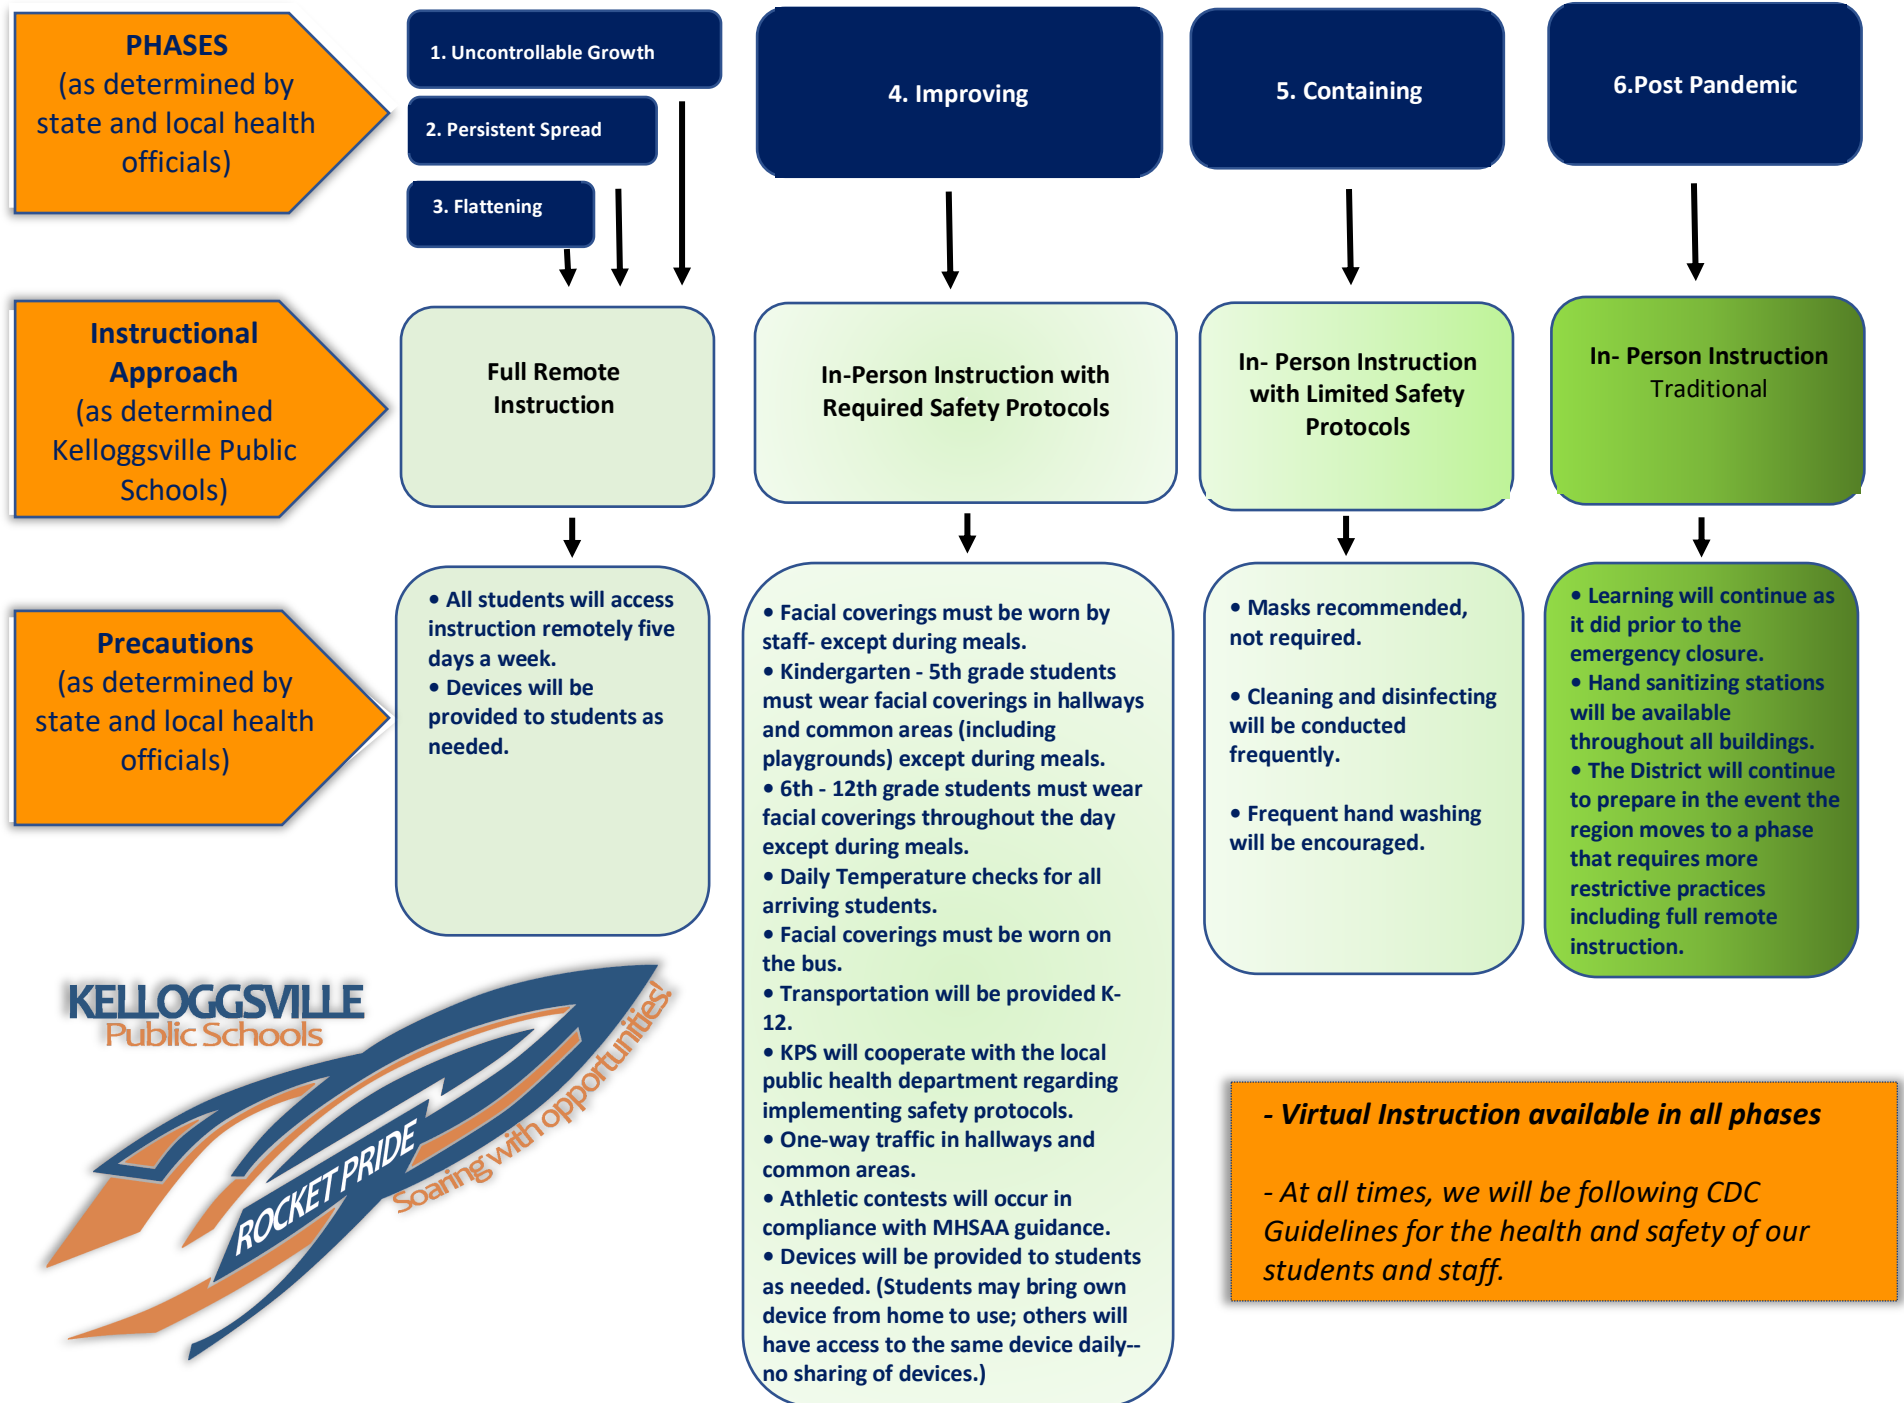 PHASES
(as determined by
state and local health
officials)
1. Uncontrollable Growth
2. Persistent Spread
3. Flattening
4. Improving
5. Containing
6.Post Pandemic
Instructional
Approach
(as determined
Kelloggsville Public
Schools)
Full Remote
Instruction
In-Person Instruction with
Required Safety Protocols
In- Person Instruction
with Limited Safety
Protocols
In- Person Instruction
Traditional
Precautions
(as determined by
state and local health
officials)
• All students will access
instruction remotely five
days a week.
• Devices will be
provided to students as
needed.
• Facial coverings must be worn by
staff- except during meals.
• Kindergarten - 5th grade students
must wear facial coverings in hallways
and common areas (including
playgrounds) except during meals.
• 6th - 12th grade students must wear
facial coverings throughout the day
except during meals.
• Daily Temperature checks for all
arriving students.
• Facial coverings must be worn on
the bus.
• Transportation will be provided K-
12.
• KPS will cooperate with the local
public health department regarding
implementing safety protocols.
• One-way traffic in hallways and
common areas.
• Athletic contests will occur in
compliance with MHSAA guidance.
• Devices will be provided to students
as needed. (Students may bring own
device from home to use; others will
have access to the same device daily--
no sharing of devices.)
• Masks recommended,
not required.
• Cleaning and disinfecting
will be conducted
frequently.
• Frequent hand washing
will be encouraged.
• Learning will continue as
it did prior to the
emergency closure.
• Hand sanitizing stations
will be available
throughout all buildings.
• The District will continue
to prepare in the event the
region moves to a phase
that requires more
restrictive practices
including full remote
instruction.
KELLOGGSVILLE
Public Schools
ROCKET PRIDE
Soaring with opportunities!
- Virtual Instruction available in all phases
- At all times, we will be following CDC
Guidelines for the health and safety of our
students and staff.